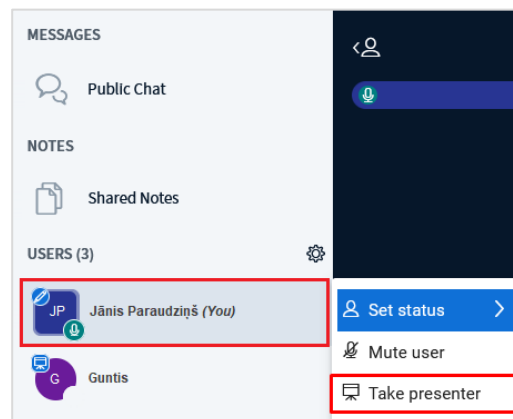 MESSAGES
Public Chat
NOTES
Shared Notes
USERS (3)
JP
Jānis Paraudziņš (You)
G
Guntis
Set status
Mute user
Take presenter